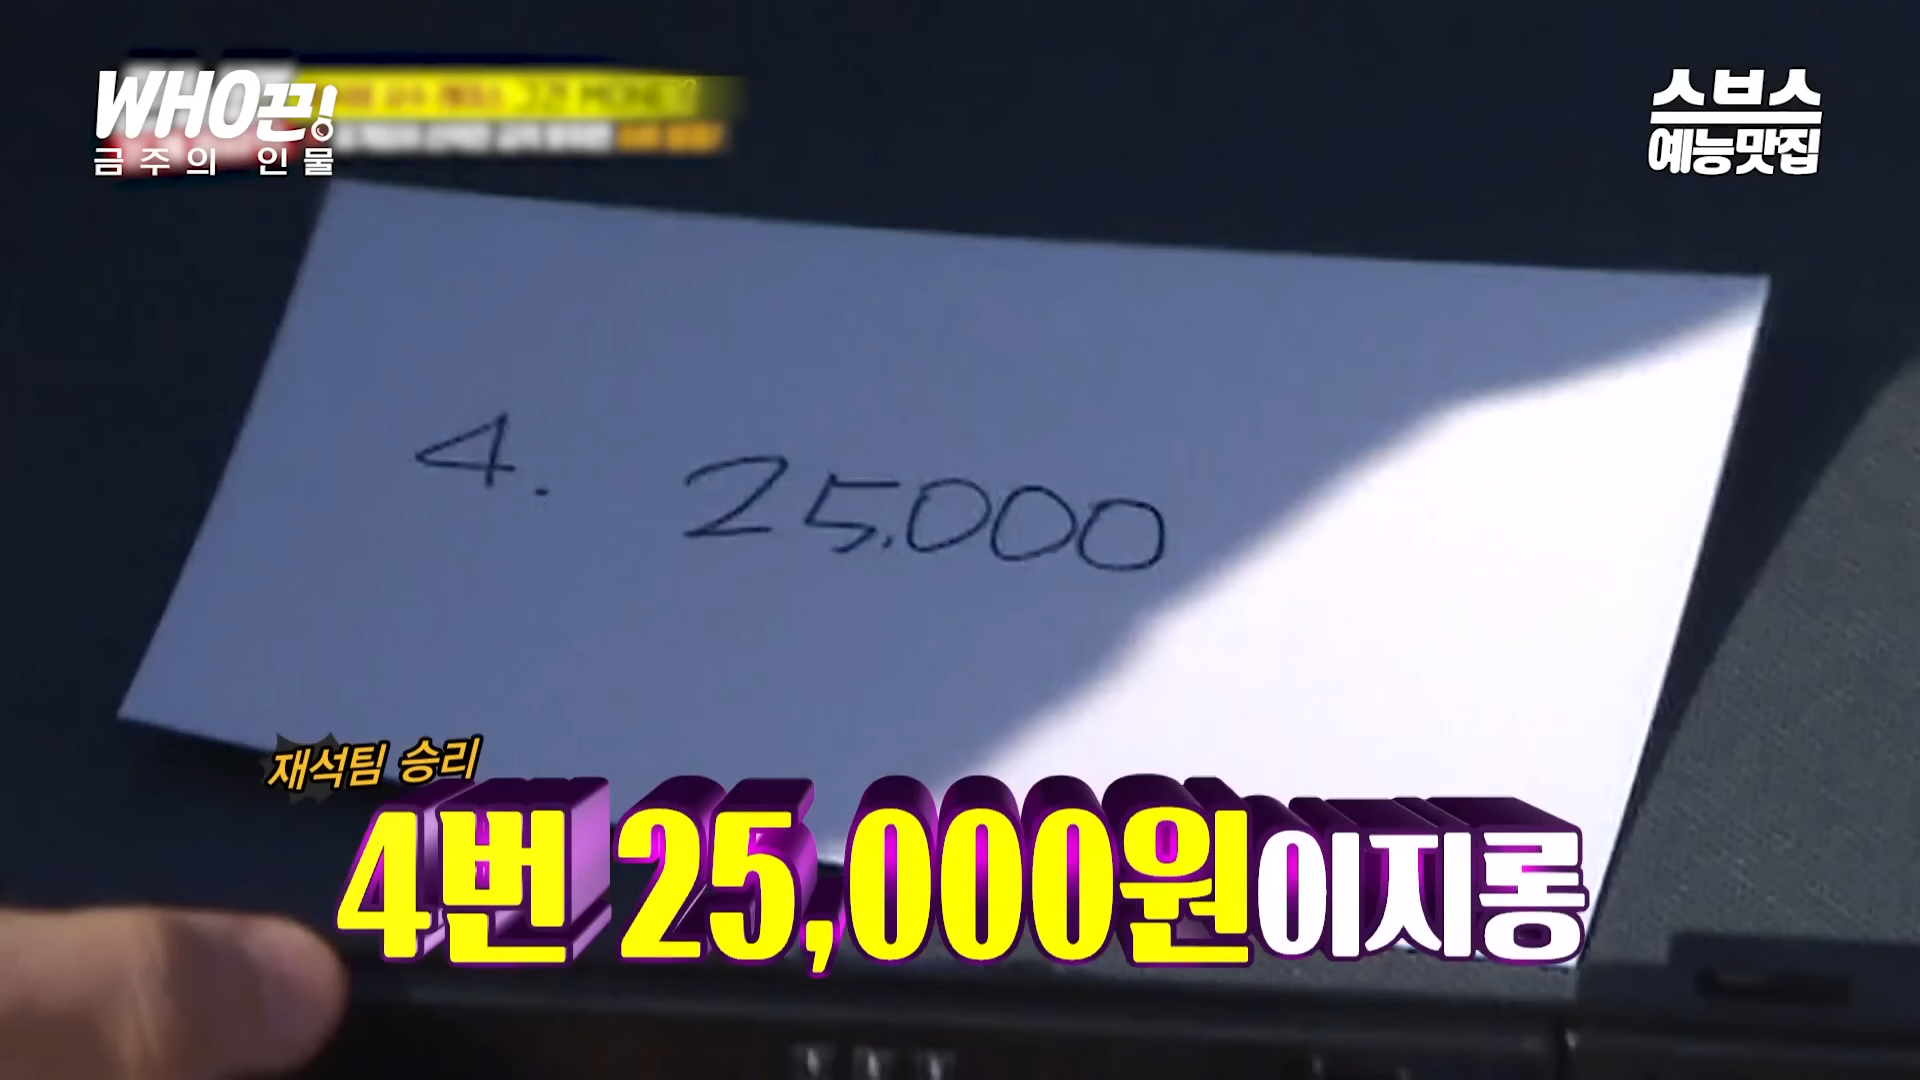 WHO끈!
금주의 인물
스브스
예능맛집
4. 25,000
재석팀 승리
4번 25,000원이지롱